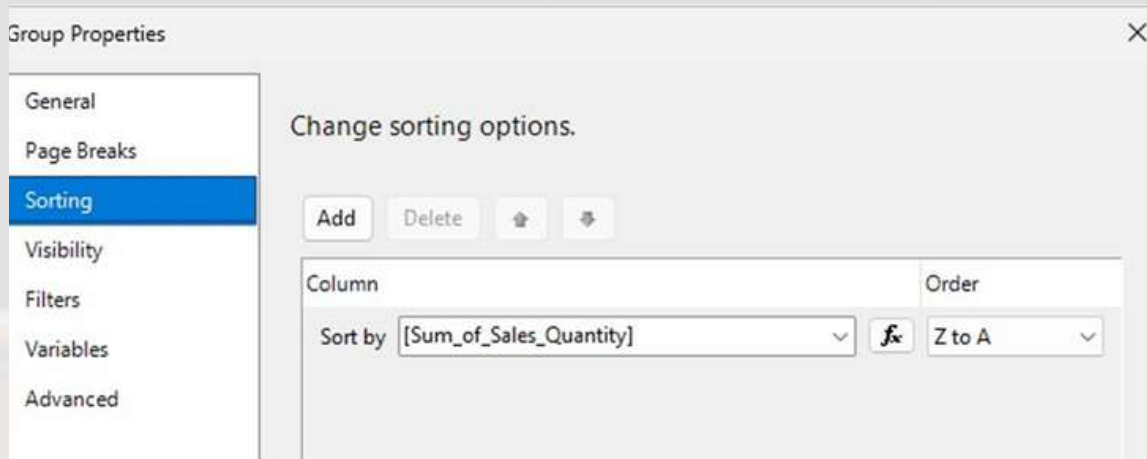 Group Properties
General
Page Breaks
Sorting
Visibility
Filters
Variables
Advanced
Change sorting options.
Add Delete
Column Order
Sort by [Sum_of_Sales_Quantity] fx Z to A